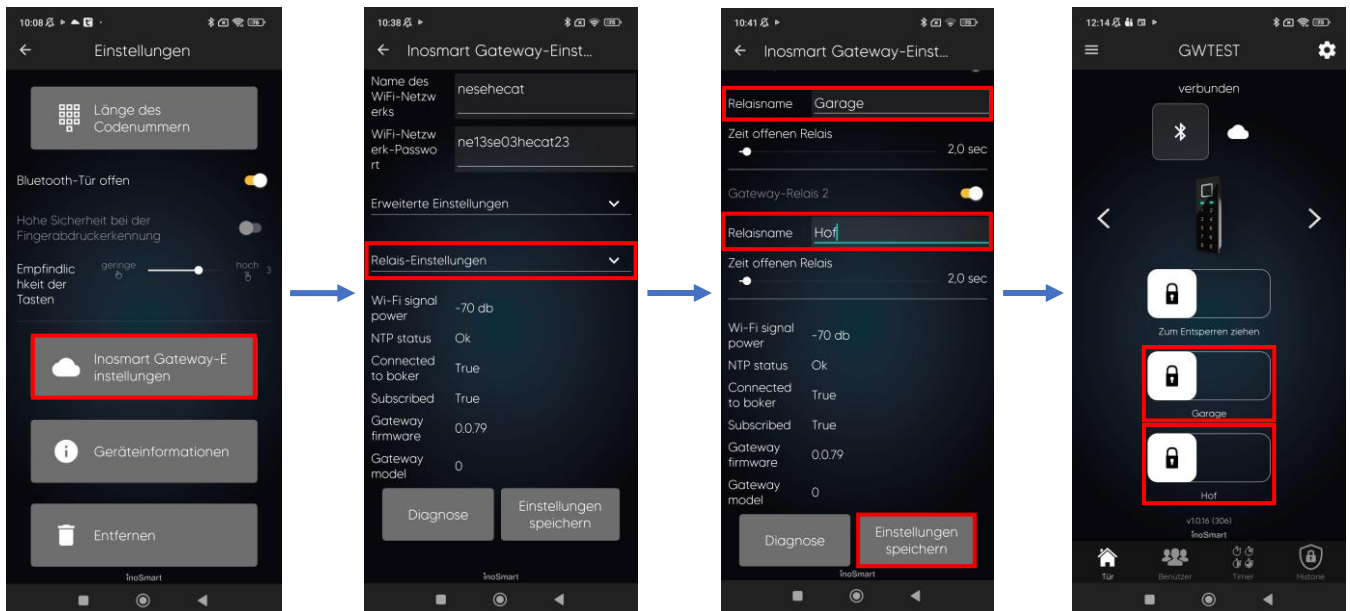 10:08
78
Einstellungen
Länge des
Codenummern
Bluetooth-Tür offen
Hohe Sicherheit bei der
Fingerabdruckerkennung
Empfindlic
hkeit der
Tasten
geringe
hoch
3
Inosmart Gateway-E
instellungen
Geräteinformationen
Entfernen
inoSmart
10:38
Inosmart Gateway-Einst...
Name des
WiFi-Netzw
erks
nesehecat
WiFi-Netzw
erk-Passwo
rt
ne13se03hecat23
Erweiterte Einstellungen
Relais-Einstellungen
Wi-Fi signal
power
-70 db
NTP status
Ok
Connected
to boker
True
Subscribed
True
Gateway
firmware
0.0.79
Gateway
model
0
Diagnose
Einstellungen
speichern
inoSmart
10:41
Inosmart Gateway-Einst...
Relaisname
Garage
Zeit offenen Relais
2,0 sec
Gateway-Relais 2
Relaisname
Hof
Zeit offenen Relais
2,0 sec
Wi-Fi signal
power
-70 db
NTP status
Ok
Connected
to boker
True
Subscribed
True
Gateway
firmware
0.0.79
Gateway
model
0
Diagnose
Einstellungen
speichern
inoSmart
12:14
GWTEST
verbunden
Zum Entsperren ziehen
Garage
Hof
v1.0.16 (306)
inoSmart
Tür
Benutzer
Timer
Historie